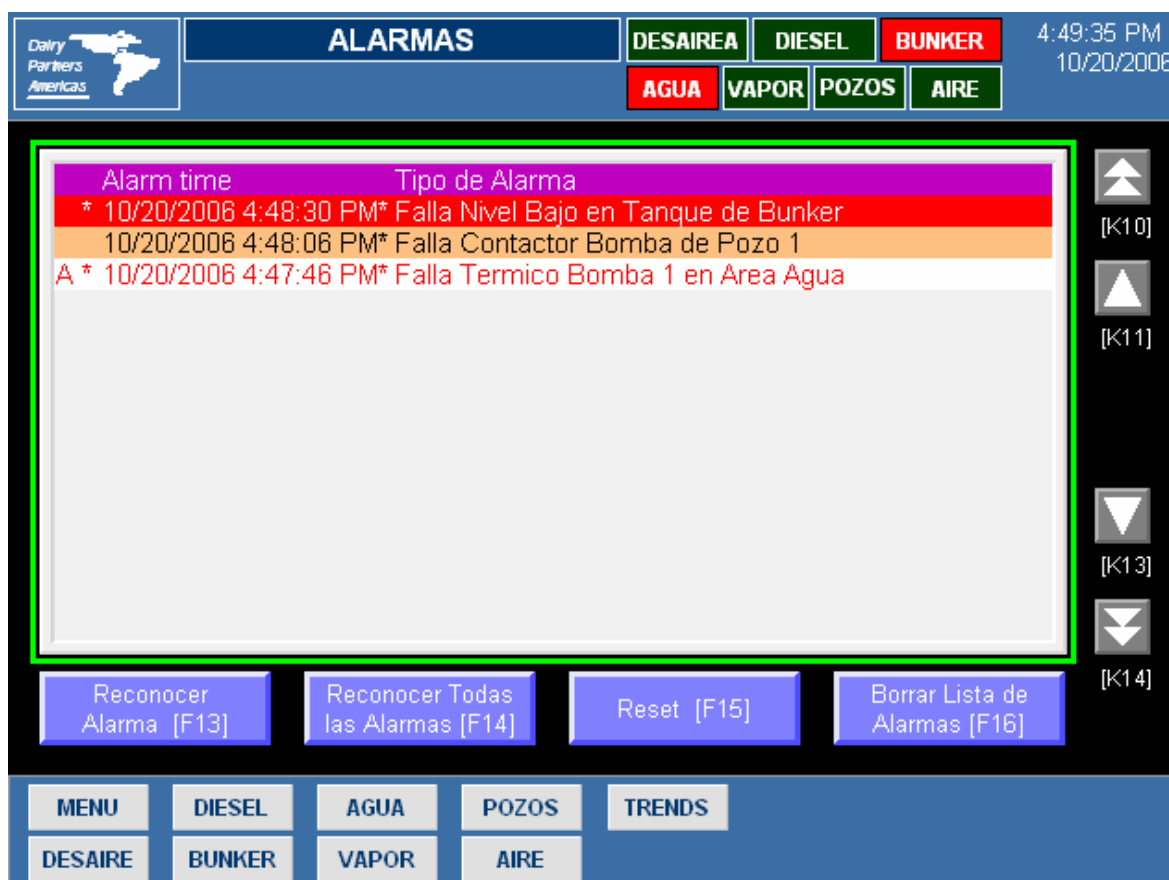 Dairy
Partners
Americas
ALARMAS
DESAIREA DIESEL BUNKER
AGUA VAPOR POZOS AIRE
4:49:35 PM
10/20/2006
Alarm time Tipo de Alarma
* 10/20/2006 4:48:30 PM* Falla Nivel Bajo en Tanque de Bunker
10/20/2006 4:48:06 PM* Falla Contactor Bomba de Pozo 1
A * 10/20/2006 4:47:46 PM* Falla Termico Bomba 1 en Area Agua
[K10]
[K11]
[K13]
[K14]
Reconocer
Alarma [F13]
Reconocer Todas
las Alarmas [F14]
Reset [F15]
Borrar Lista de
Alarmas [F16]
MENU DIESEL AGUA POZOS TRENDS
DESAIRE BUNKER VAPOR AIRE